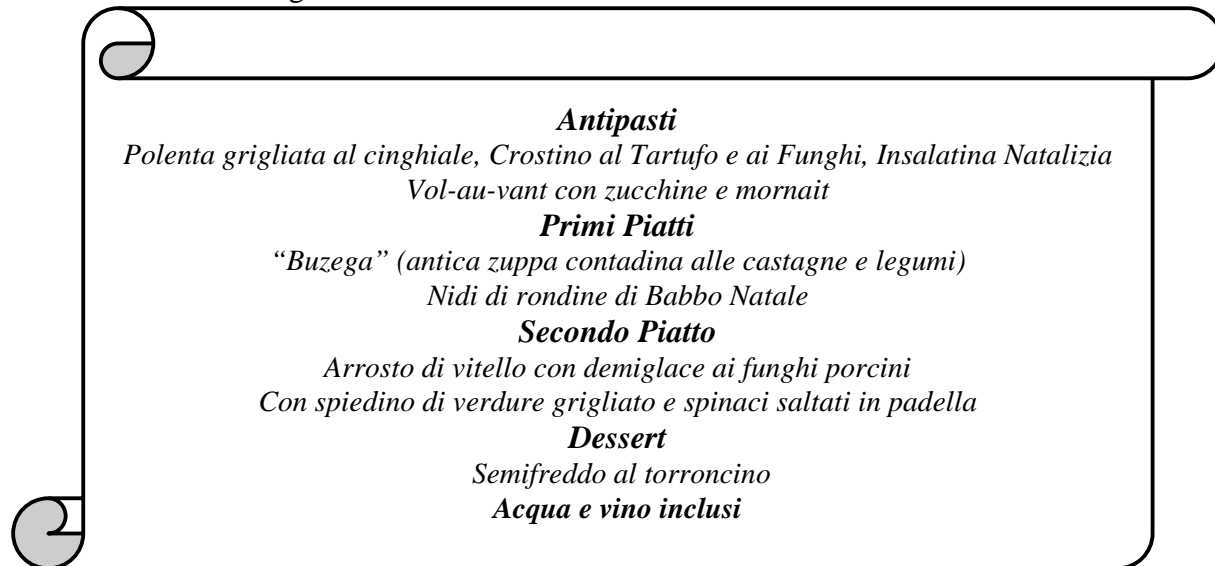 Antipasti
Polenta grigliata al cinghiale, Crostino al Tartufo e ai Funghi, Insalatina Natalizia
Vol-au-vant con zucchine e mornait
Primi Piatti
“Buzega” (antica zuppa contadina alle castagne e legumi)
Nidi di rondine di Babbo Natale
Secondo Piatto
Arrosto di vitello con demiglace ai funghi porcini
Con spiedino di verdure grigliato e spinaci saltati in padella
Dessert
Semifreddo al torroncino
Acqua e vino inclusi